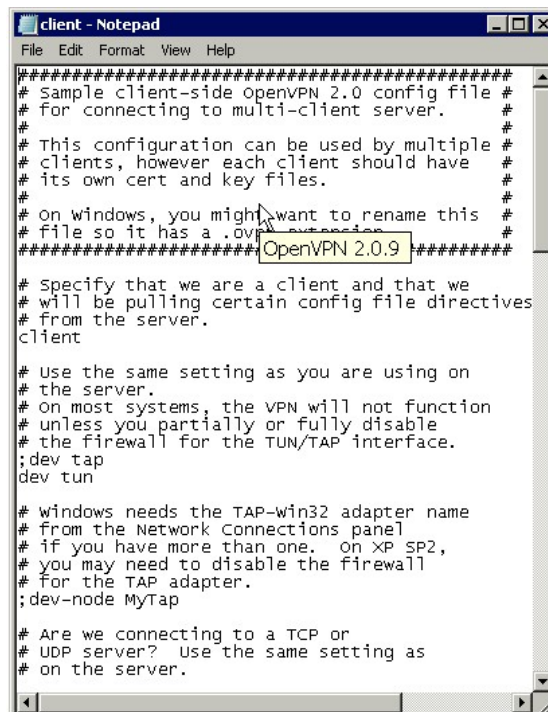 client - Notepad
File Edit Format View Help
##############################################
# Sample client-side OpenVPN 2.0 config file #
# for connecting to multi-client server.     #
#                                            #
# This configuration can be used by multiple #
# clients, however each client should have   #
# its own cert and key files.                #
#                                            #
# On Windows, you might want to rename this  #
# file so it has a .ovpn extension           #
##############################################
OpenVPN 2.0.9
# Specify that we are a client and that we
# will be pulling certain config file directives
# from the server.
client
# Use the same setting as you are using on
# the server.
# On most systems, the VPN will not function
# unless you partially or fully disable
# the firewall for the TUN/TAP interface.
;dev tap
dev tun
# Windows needs the TAP-Win32 adapter name
# from the Network Connections panel
# if you have more than one.  On XP SP2,
# you may need to disable the firewall
# for the TAP adapter.
;dev-node MyTap
# Are we connecting to a TCP or
# UDP server?  Use the same setting as
# on the server.